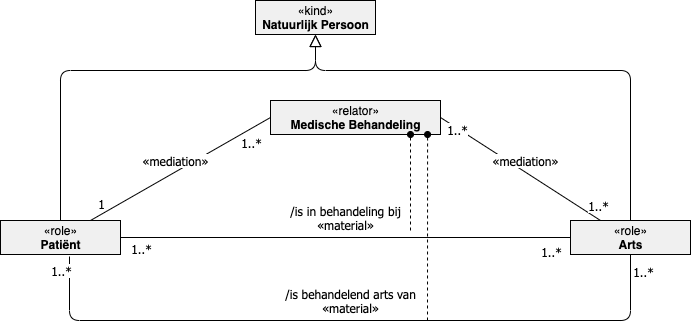 «kind»
Natuurlijk Persoon
«relator»
Medische Behandeling
1..*
1..*
«mediation»
«mediation»
1
1..*
/is in behandeling bij
«material»
«role»
Patiënt
«role»
Arts
1..*
1..*
1..*
1..*
/is behandelend arts van
«material»